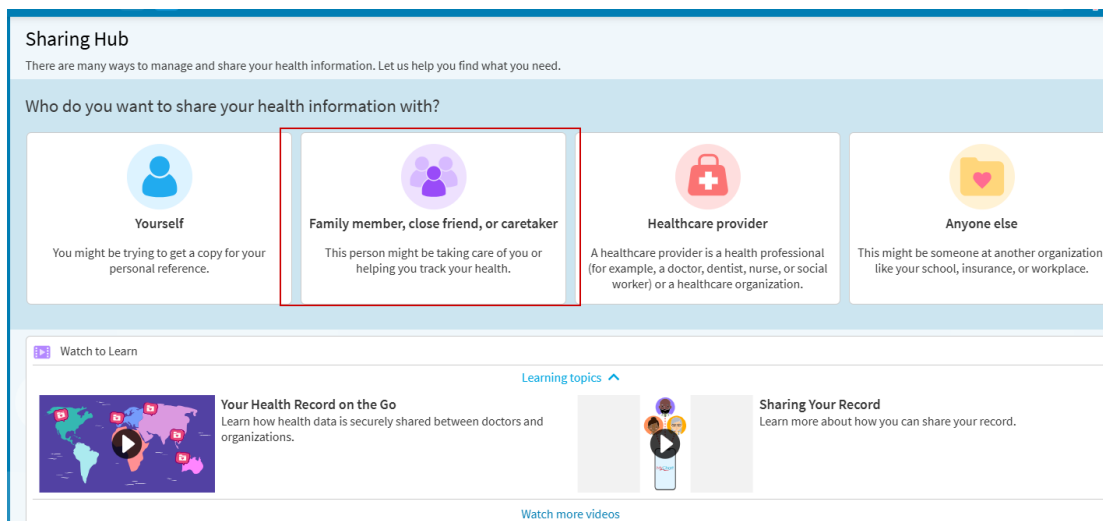 Sharing Hub
There are many ways to manage and share your health information. Let us help you find what you need.
Who do you want to share your health information with?
Yourself
You might be trying to get a copy for your
personal reference.
Family member, close friend, or caretaker
This person might be taking care of you or
helping you track your health.
Healthcare provider
A healthcare provider is a health professional
(for example, a doctor, dentist, nurse, or social
worker) or a healthcare organization.
Anyone else
This might be someone at another organization
like your school, insurance, or workplace.
Watch to Learn
Learning topics
Your Health Record on the Go
Learn how health data is securely shared between doctors and
organizations.
Sharing Your Record
Learn more about how you can share your record.
Watch more videos